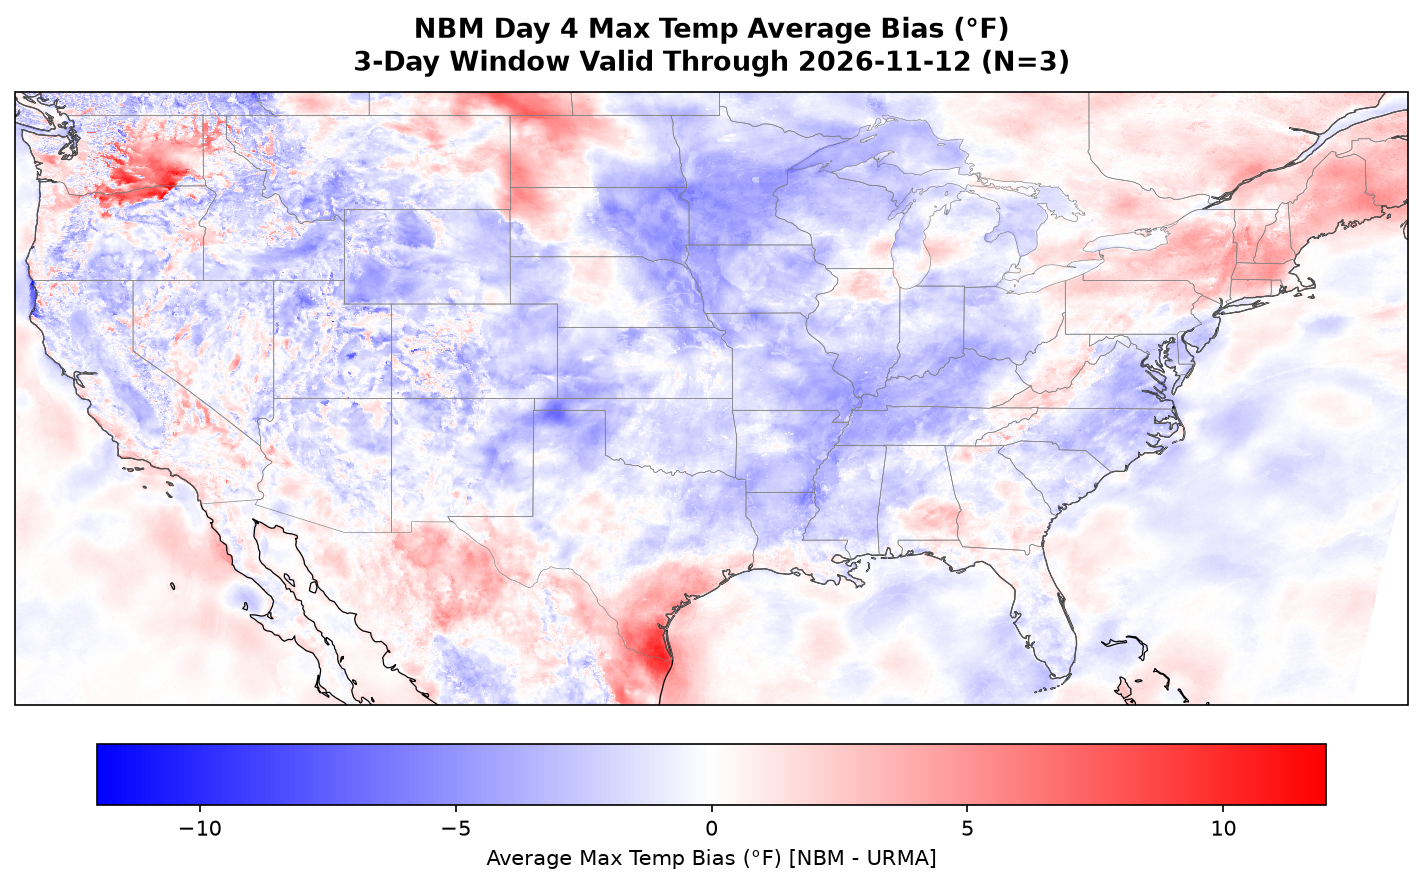 NBM Day 4 Max Temp Average Bias (°F)
3-Day Window Valid Through 2026-11-12 (N=3)
−10 −5 0 5 10
Average Max Temp Bias (°F) [NBM - URMA]